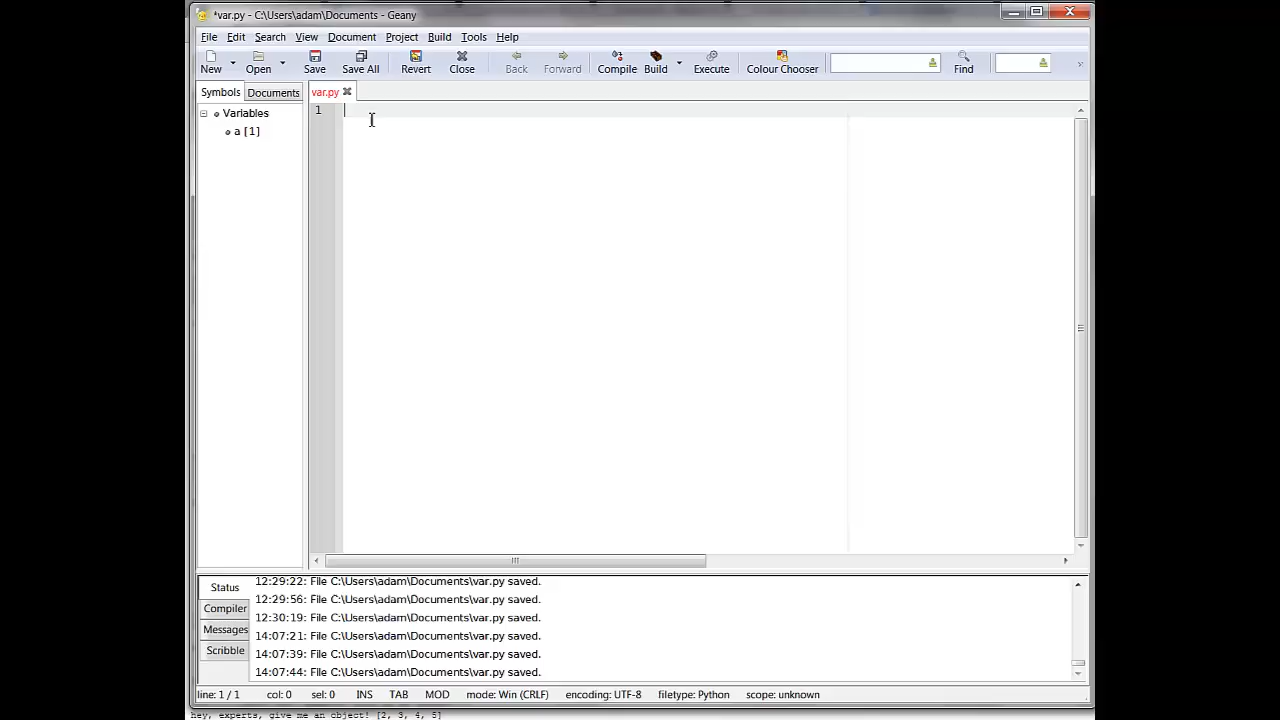 *var.py - C:\Users\adam\Documents - Geany
File Edit Search View Document Project Build Tools Help
New Open Save Save All Revert Close Back Forward Compile Build Execute Colour Chooser Find
Symbols Documents var.py
Variables 1
a [1]
Status 12:29:22: File C:\Users\adam\Documents\var.py saved.
12:29:56: File C:\Users\adam\Documents\var.py saved.
Compiler
12:30:19: File C:\Users\adam\Documents\var.py saved.
Messages 14:07:21: File C:\Users\adam\Documents\var.py saved.
Scribble 14:07:39: File C:\Users\adam\Documents\var.py saved.
14:07:44: File C:\Users\adam\Documents\var.py saved.
line: 1 / 1 col: 0 sel: 0 INS TAB MOD mode: Win (CRLF) encoding: UTF-8 filetype: Python scope: unknown
hey, experts, give me an object! [2, 3, 4, 5]